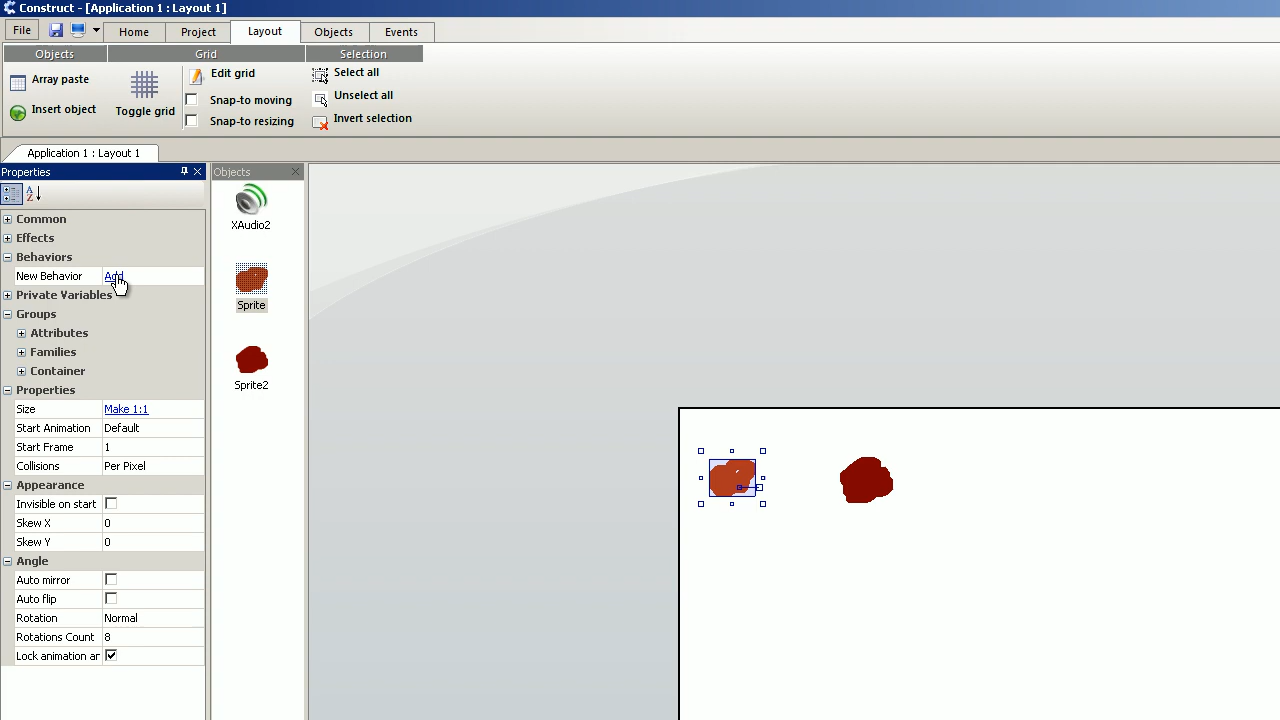 Construct - [Application 1 : Layout 1]
File
Home
Project
Layout
Objects
Events
Objects
Grid
Selection
Array paste
Insert object
Toggle grid
Edit grid
Snap-to moving
Snap-to resizing
Select all
Unselect all
Invert selection
Application 1 : Layout 1
Properties
Common
Effects
Behaviors
New Behavior Add
Private Variables
Groups
Attributes
Families
Container
Properties
Size Make 1:1
Start Animation Default
Start Frame 1
Collisions Per Pixel
Appearance
Invisible on start
Skew X 0
Skew Y 0
Angle
Auto mirror
Auto flip
Rotation Normal
Rotations Count 8
Lock animation ar
Objects
XAudio2
Sprite
Sprite2